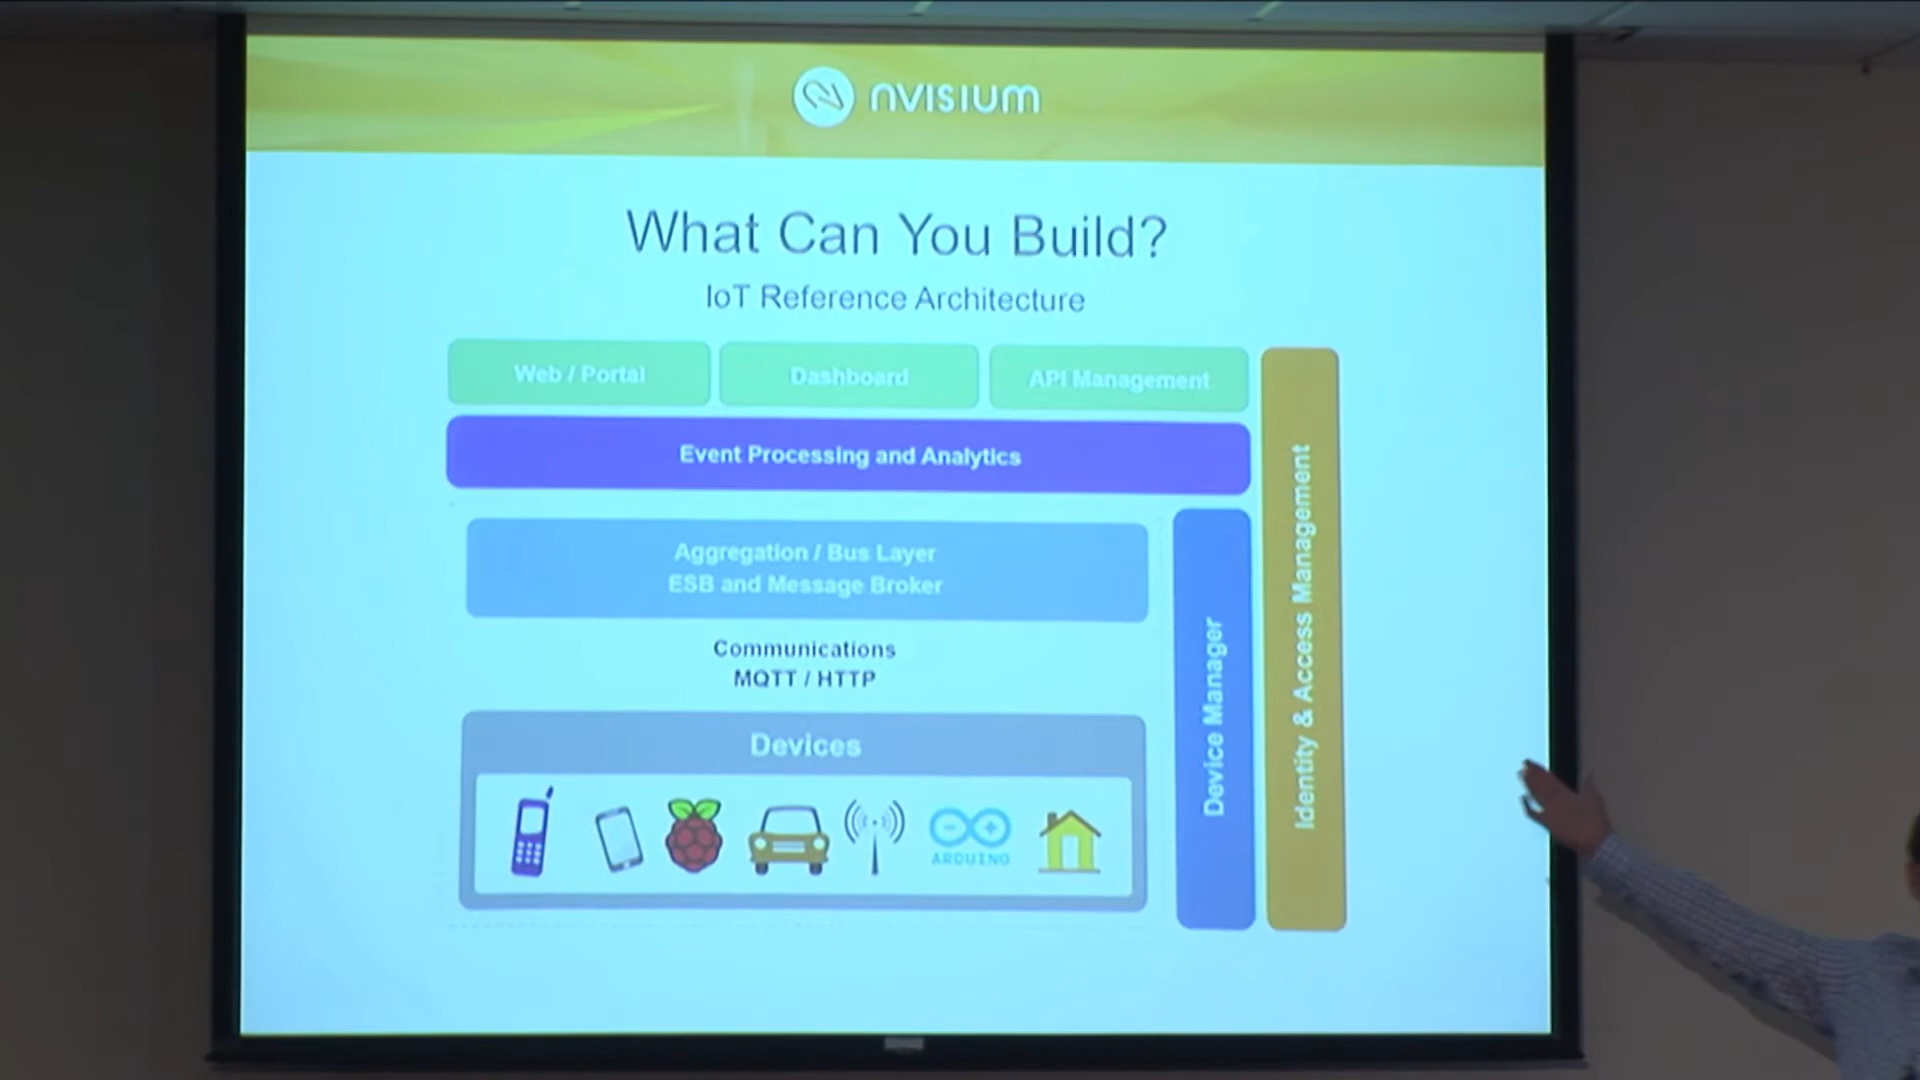 nVISIUM
What Can You Build?
IoT Reference Architecture
Web / Portal
Dashboard
API Management
Event Processing and Analytics
Aggregation / Bus Layer
ESB and Message Broker
Communications
MQTT / HTTP
Devices
ARDUINO
Device Manager
Identity & Access Management